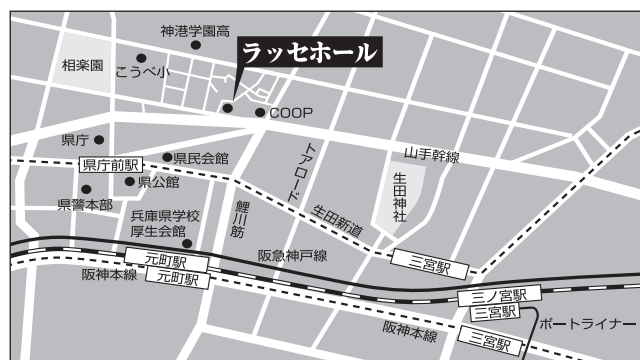 神港学園高
ラッセホール
相楽園
こうべ小
COOP
県庁
県民会館
山手幹線
県庁前駅
トアロード
県公館
生田神社
県警本部
鯉川筋
生田新道
兵庫県学校
厚生会館
三宮駅
阪急神戸線
元町駅
阪神本線
元町駅
三ノ宮駅
三宮駅
ポートライナー
阪神本線
三宮駅